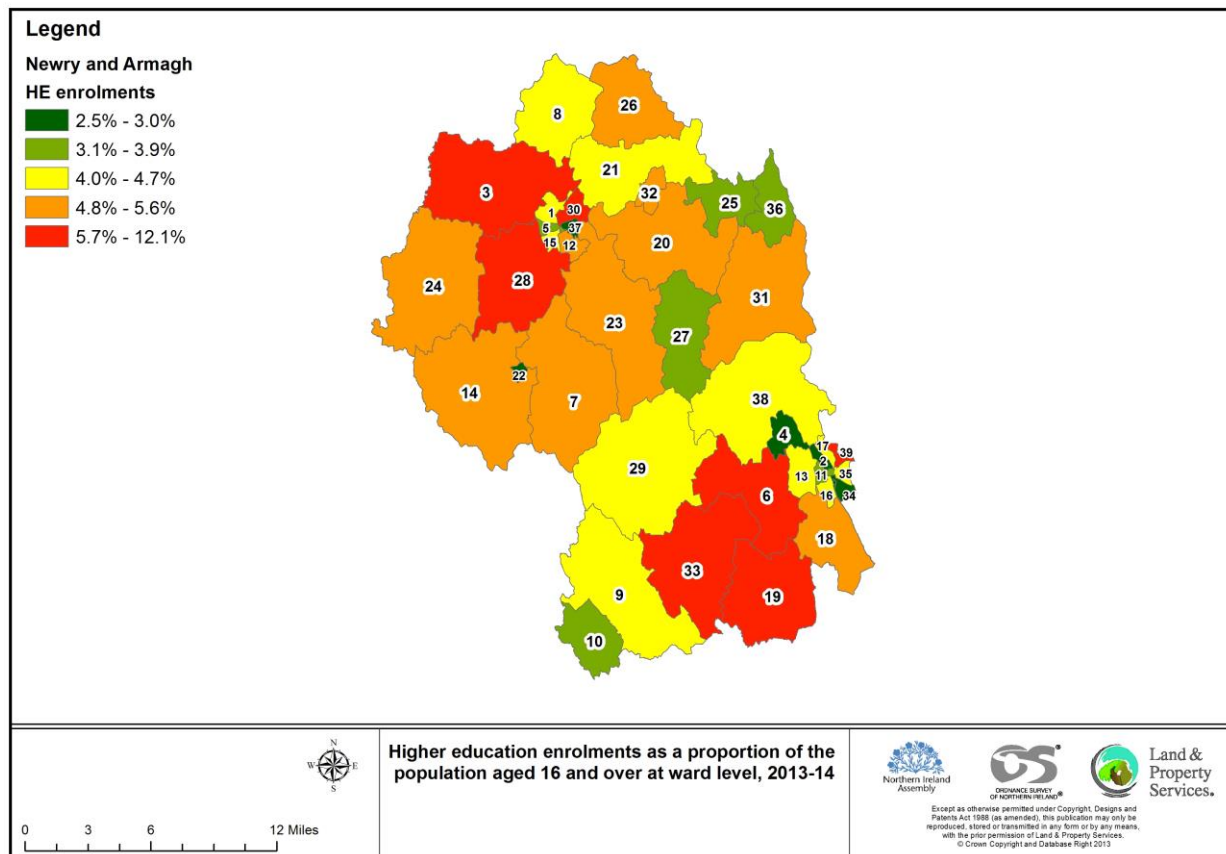 Legend
Newry and Armagh
HE enrolments
2.5% - 3.0%
3.1% - 3.9%
4.0% - 4.7%
4.8% - 5.6%
5.7% - 12.1%
26
8
21
3
32
25
36
1
30
5
37
15
12
20
24
28
31
23
27
22
14
7
38
4
17
39
2
29
13
11
35
6
16
34
18
33
19
9
10
N
W E
S
0 3 6 12 Miles
Higher education enrolments as a proportion of the
population aged 16 and over at ward level, 2013-14
Northern Ireland
Assembly
OS®
ORDNANCE SURVEY
OF NORTHERN IRELAND®
Land &
Property
Services.
Except as otherwise permitted under Copyright, Designs and
Patents Act 1988 (as amended), this publication may only be
reproduced, stored or transmitted in any form or by any means,
with the prior permission of Land & Property Services.
© Crown Copyright and Database Right 2013